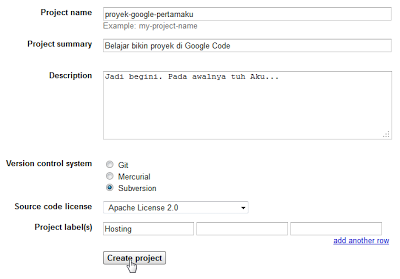 Project name
proyek-google-pertamaku
Example: my-project-name
Project summary
Belajar bikin proyek di Google Code
Description
Jadi begini. Pada awalnya tuh Aku...
Version control system
Git
Mercurial
Subversion
Source code license
Apache License 2.0
Project label(s)
Hosting
add another row
Create project